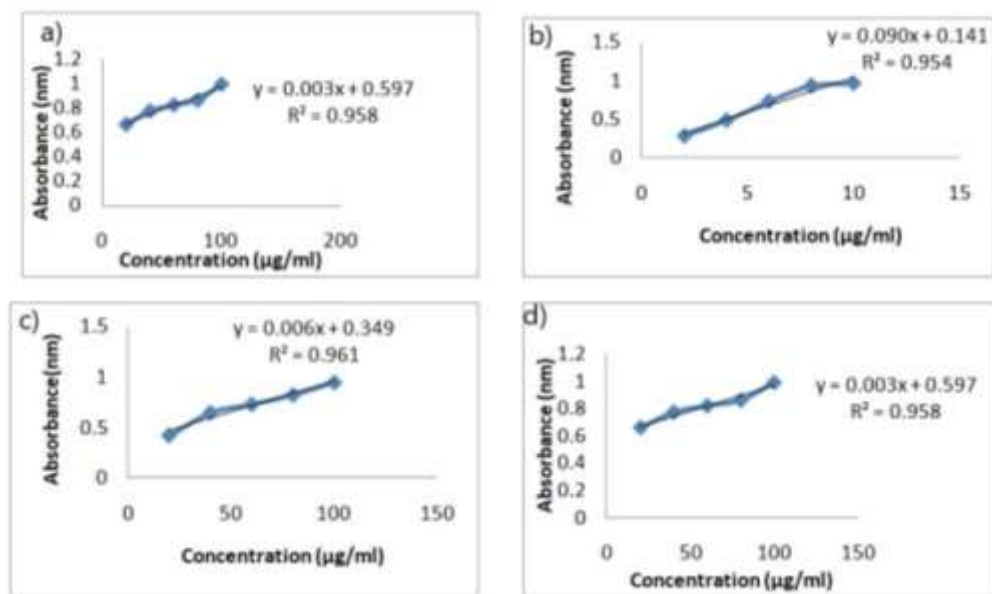 a)
1.2
1
0.8
0.6
0.4
0.2
0
Absorbance (nm)
y = 0.003x + 0.597
R² = 0.958
0 100 200
Concentration (µg/ml)
b)
1.5
1
0.5
0
Absorbance (nm)
y = 0.090x + 0.141
R² = 0.954
0 5 10 15
Concentration (µg/ml)
c)
1.5
1
0.5
0
Absorbance(nm)
y = 0.006x + 0.349
R² = 0.961
0 50 100 150
Concentration (µg/ml)
d)
1.2
1
0.8
0.6
0.4
0.2
0
Absorbance (nm)
y = 0.003x + 0.597
R² = 0.958
0 50 100 150
Concentration (µg/ml)